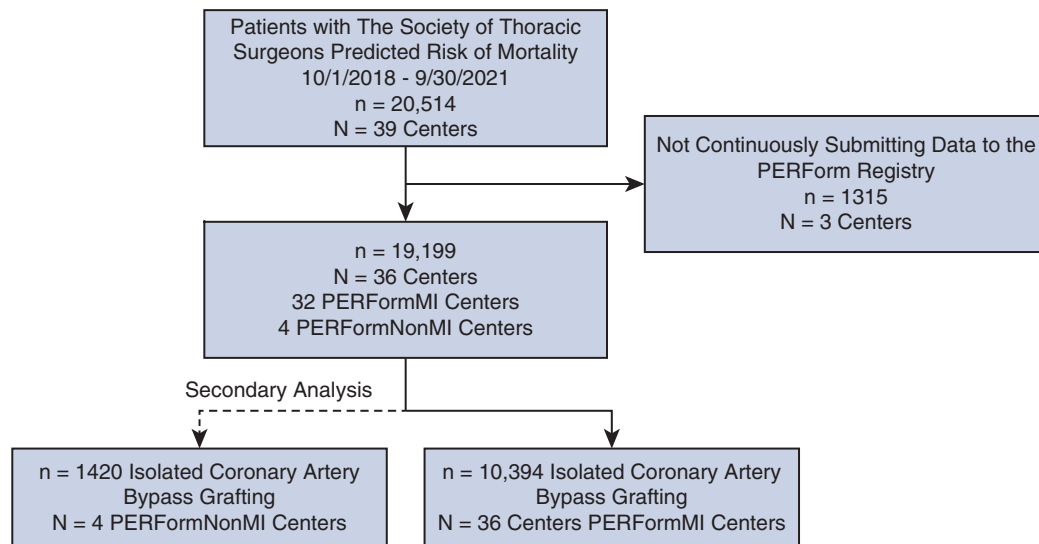 Patients with The Society of Thoracic
Surgeons Predicted Risk of Mortality
10/1/2018 - 9/30/2021
n = 20,514
N = 39 Centers
Not Continuously Submitting Data to the
PERForm Registry
n = 1315
N = 3 Centers
n = 19,199
N = 36 Centers
32 PERFormMI Centers
4 PERFormNonMI Centers
Secondary Analysis
n = 1420 Isolated Coronary Artery
Bypass Grafting
N = 4 PERFormNonMI Centers
n = 10,394 Isolated Coronary Artery
Bypass Grafting
N = 36 Centers PERFormMI Centers